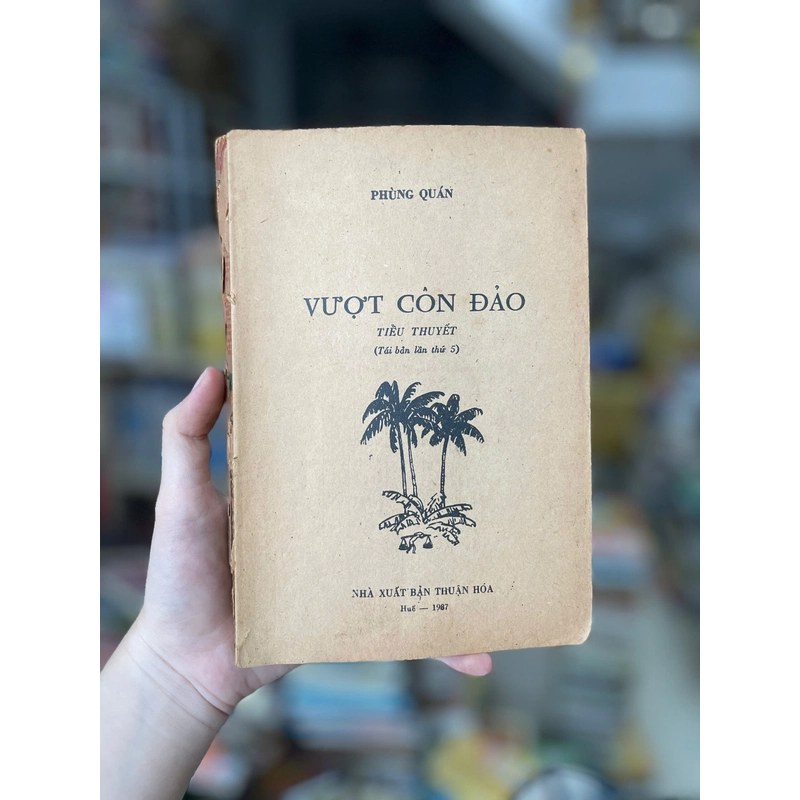 PHÙNG QUÁN
VƯỢT CÔN ĐẢO
TIỂU THUYẾT
(Tái bản lần thứ 5)
NHÀ XUẤT BẢN THUẬN HÓA
Huế — 1987